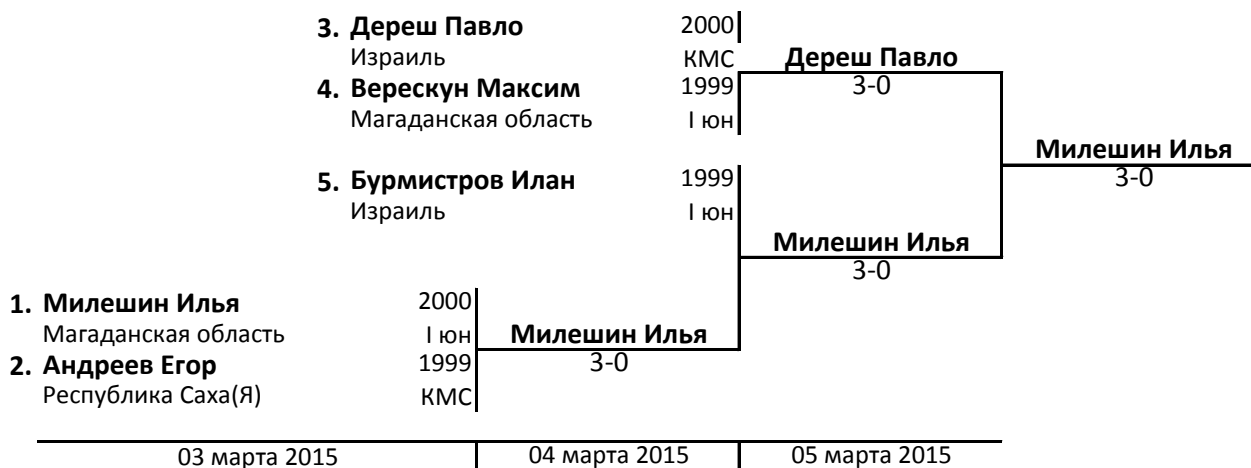 3. Дереш Павло 2000
Израиль КМС
Дереш Павло
3-0
4. Верескун Максим 1999
Магаданская область I юн
Милешин Илья
3-0
5. Бурмистров Илан 1999
Израиль I юн
Милешин Илья
3-0
1. Милешин Илья 2000
Магаданская область I юн
Милешин Илья
3-0
2. Андреев Егор 1999
Республика Саха(Я) КМС
03 марта 2015 04 марта 2015 05 марта 2015